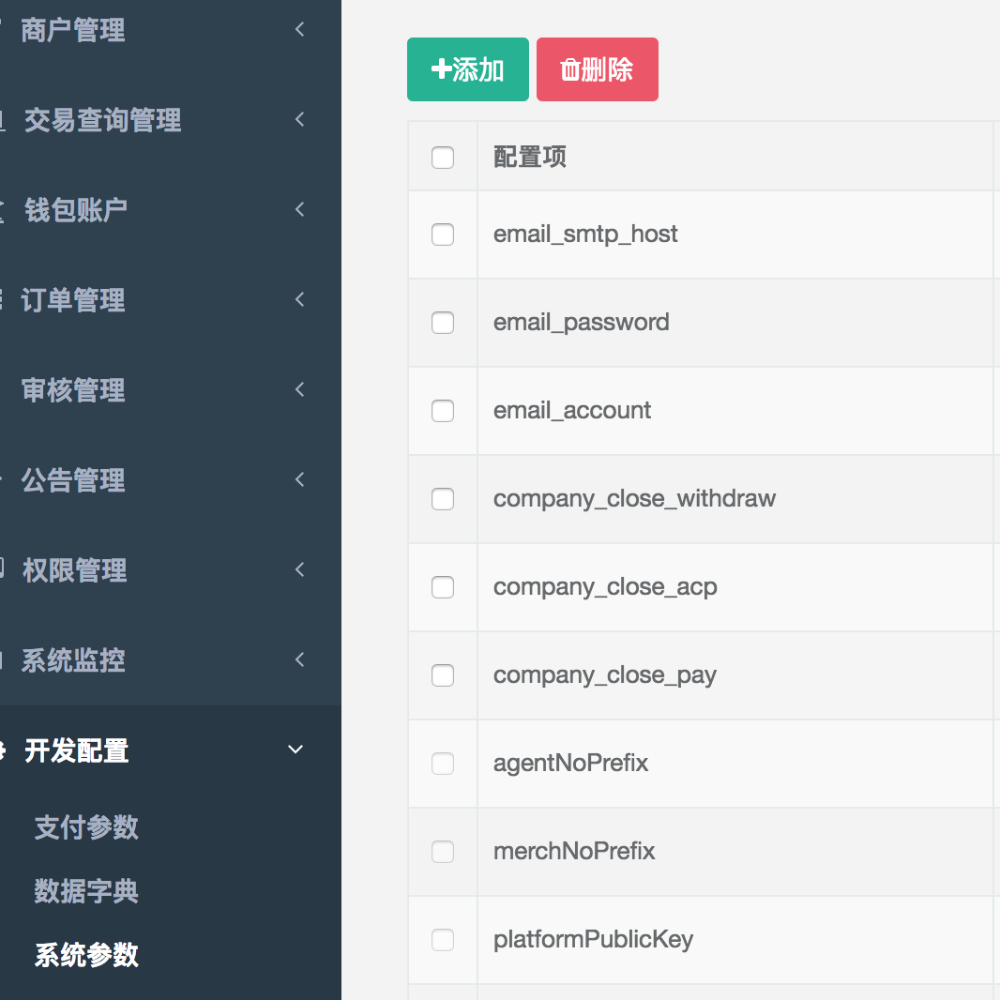 商户管理
交易查询管理
钱包账户
订单管理
审核管理
公告管理
权限管理
系统监控
开发配置
支付参数
数据字典
系统参数
添加 删除
配置项
email_smtp_host
email_password
email_account
company_close_withdraw
company_close_acp
company_close_pay
agentNoPrefix
merchNoPrefix
platformPublicKey